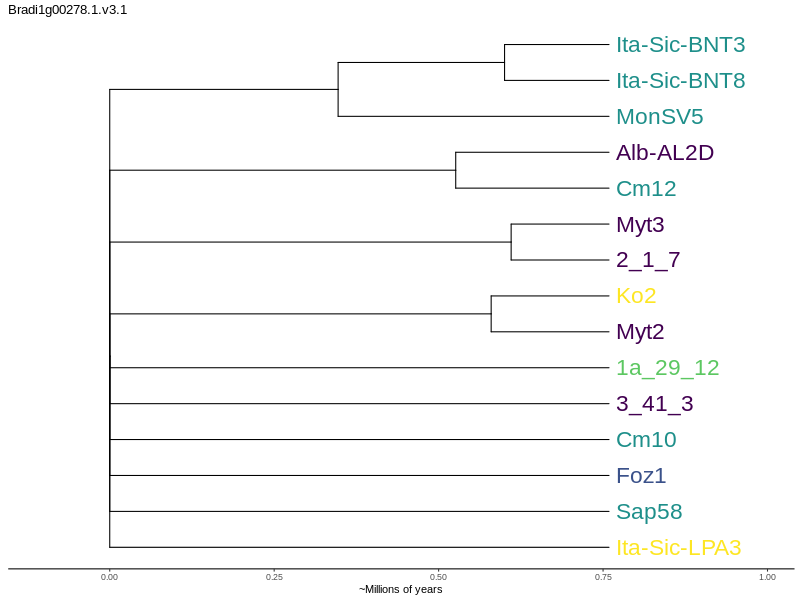 Bradi1g00278.1.v3.1
Ita-Sic-BNT3
Ita-Sic-BNT8
MonSV5
Alb-AL2D
Cm12
Myt3
2_1_7
Ko2
Myt2
1a_29_12
3_41_3
Cm10
Foz1
Sap58
Ita-Sic-LPA3
0.00 0.25 0.50 0.75 1.00
~Millions of years